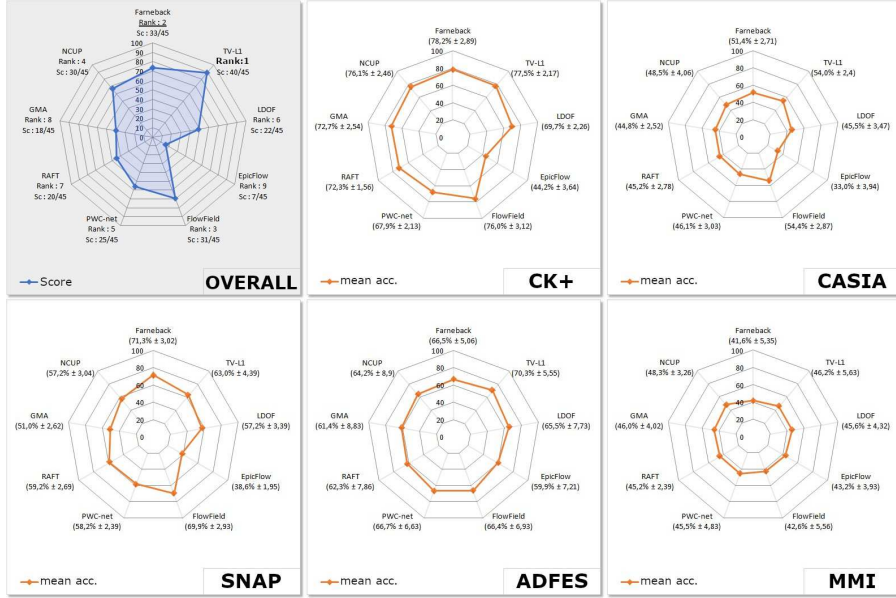 Farneback
Rank : 2
Sc : 33/45
TV-L1
Rank:1
Sc : 40/45
LDOF
Rank : 6
Sc : 22/45
EpicFlow
Rank : 9
Sc : 7/45
FlowField
Rank : 3
Sc : 31/45
PWC-net
Rank : 5
Sc : 25/45
RAFT
Rank : 7
Sc : 20/45
GMA
Rank : 8
Sc : 18/45
NCUP
Rank : 4
Sc : 30/45
100
90
80
70
60
50
40
30
20
10
0
Score
OVERALL
Farneback
(78,2% ± 2,89)
TV-L1
(77,5% ± 2,17)
LDOF
(69,7% ± 2,26)
EpicFlow
(44,2% ± 3,64)
FlowField
(76,0% ± 3,12)
PWC-net
(67,9% ± 2,13)
RAFT
(72,3% ± 1,56)
GMA
(72,7% ± 2,54)
NCUP
(76,1% ± 2,46)
100
80
60
40
20
0
mean acc.
CK+
Farneback
(51,4% ± 2,71)
TV-L1
(54,0% ± 2,4)
LDOF
(45,5% ± 3,47)
EpicFlow
(33,0% ± 3,94)
FlowField
(54,4% ± 2,87)
PWC-net
(46,1% ± 3,03)
RAFT
(45,2% ± 2,78)
GMA
(44,8% ± 2,52)
NCUP
(48,5% ± 4,06)
100
80
60
40
20
0
mean acc.
CASIA
Farneback
(71,3% ± 3,02)
TV-L1
(63,0% ± 4,39)
LDOF
(57,2% ± 3,39)
EpicFlow
(38,6% ± 1,95)
FlowField
(69,9% ± 2,93)
PWC-net
(58,2% ± 2,39)
RAFT
(59,2% ± 2,69)
GMA
(51,0% ± 2,62)
NCUP
(57,2% ± 3,04)
100
80
60
40
20
0
mean acc.
SNAP
Farneback
(66,5% ± 5,06)
TV-L1
(70,3% ± 5,55)
LDOF
(65,5% ± 7,73)
EpicFlow
(59,9% ± 7,21)
FlowField
(66,4% ± 6,93)
PWC-net
(66,7% ± 6,63)
RAFT
(62,3% ± 7,86)
GMA
(61,4% ± 8,83)
NCUP
(64,2% ± 8,9)
100
80
60
40
20
0
mean acc.
ADFES
Farneback
(41,6% ± 5,35)
TV-L1
(46,2% ± 5,63)
LDOF
(45,6% ± 4,32)
EpicFlow
(43,2% ± 3,93)
FlowField
(42,6% ± 5,56)
PWC-net
(45,5% ± 4,83)
RAFT
(45,2% ± 2,39)
GMA
(46,0% ± 4,02)
NCUP
(48,3% ± 3,26)
100
80
60
40
20
0
mean acc.
MMI